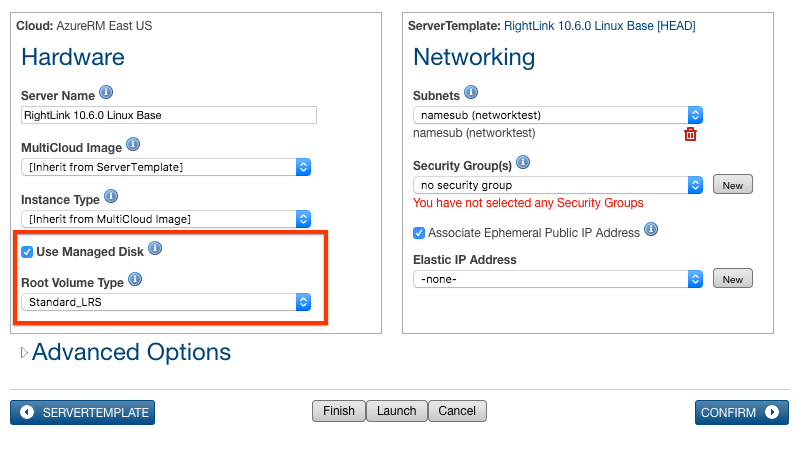 Cloud: AzureRM East US
Hardware
Server Name
RightLink 10.6.0 Linux Base
MultiCloud Image
[Inherit from ServerTemplate]
Instance Type
[Inherit from MultiCloud Image]
Use Managed Disk
Root Volume Type
Standard_LRS
ServerTemplate: RightLink 10.6.0 Linux Base [HEAD]
Networking
Subnets
namesub (networktest)
namesub (networktest)
Security Group(s)
no security group New
You have not selected any Security Groups
Associate Ephemeral Public IP Address
Elastic IP Address
-none- New
Advanced Options
SERVERTEMPLATE Finish Launch Cancel CONFIRM